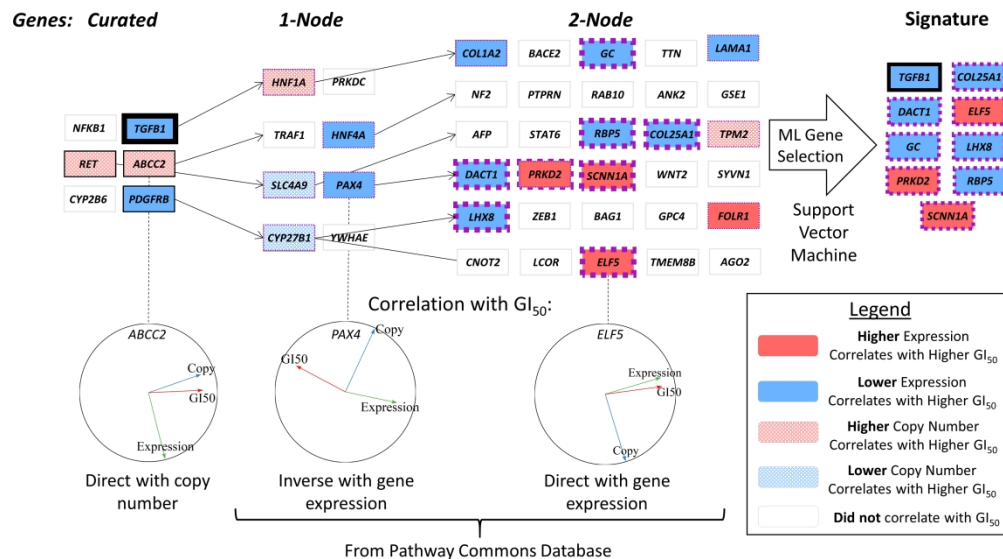 Genes: Curated 1-Node 2-Node Signature
COL1A2 BACE2 GC TTN LAMA1
HNF1A PRKDC
NF2 PTPRN RAB10 ANK2 GSE1
NFKB1 TGFB1
TRAF1 HNF4A
AFP STAT6 RBP5 COL25A1 TPM2
RET ABCC2
SLC4A9 PAX4
DACT1 PRKD2 SCNN1A WNT2 SYVN1
CYP2B6 PDGFRB
LHX8 ZEB1 BAG1 GPC4 FOLR1
CYP27B1 YWHAE
CNOT2 LCOR ELF5 TMEM8B AGO2
ML Gene
Selection
Support
Vector
Machine
TGFB1 COL25A1
DACT1 ELF5
GC LHX8
PRKD2 RBP5
SCNN1A
Correlation with GI50:
ABCC2
Copy
GI50
Expression
Direct with copy
number
PAX4
Copy
GI50
Expression
Inverse with gene
expression
ELF5
Expression
GI50
Copy
Direct with gene
expression
From Pathway Commons Database
Legend
Higher Expression
Correlates with Higher GI50
Lower Expression
Correlates with Higher GI50
Higher Copy Number
Correlates with Higher GI50
Lower Copy Number
Correlates with Higher GI50
Did not correlate with GI50